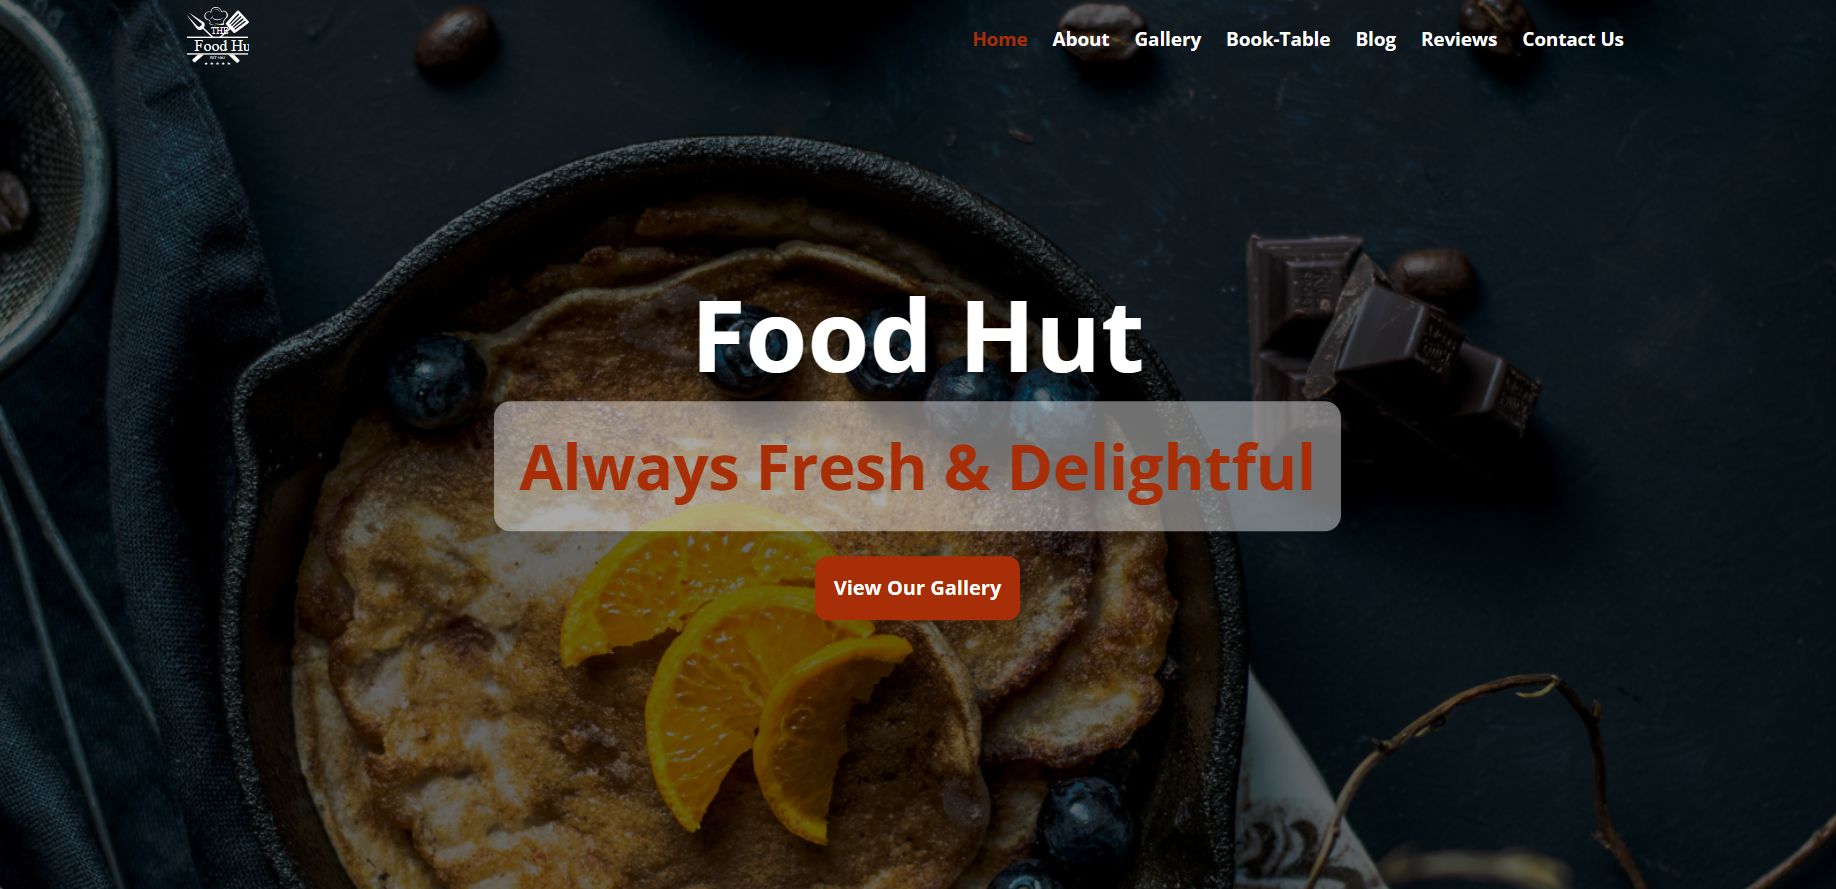 THE
Food Hu
Home About Gallery Book-Table Blog Reviews Contact Us
Food Hut
Always Fresh & Delightful
View Our Gallery